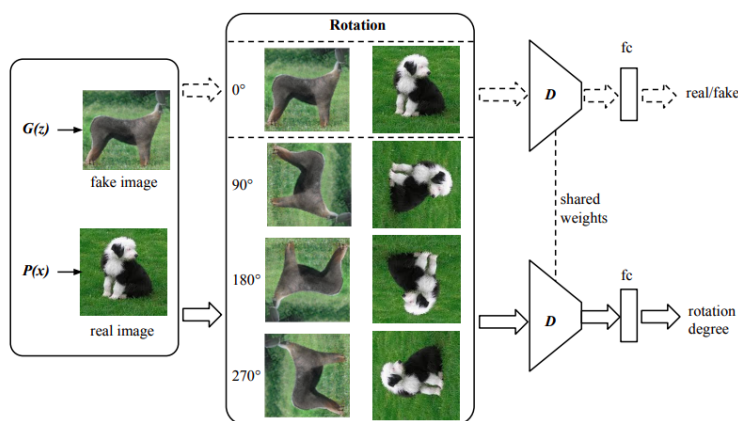 Rotation
fc
0°
D
real/fake
G(z)
fake image
90°
shared
weights
180°
P(x)
fc
real image
D
rotation
degree
270°